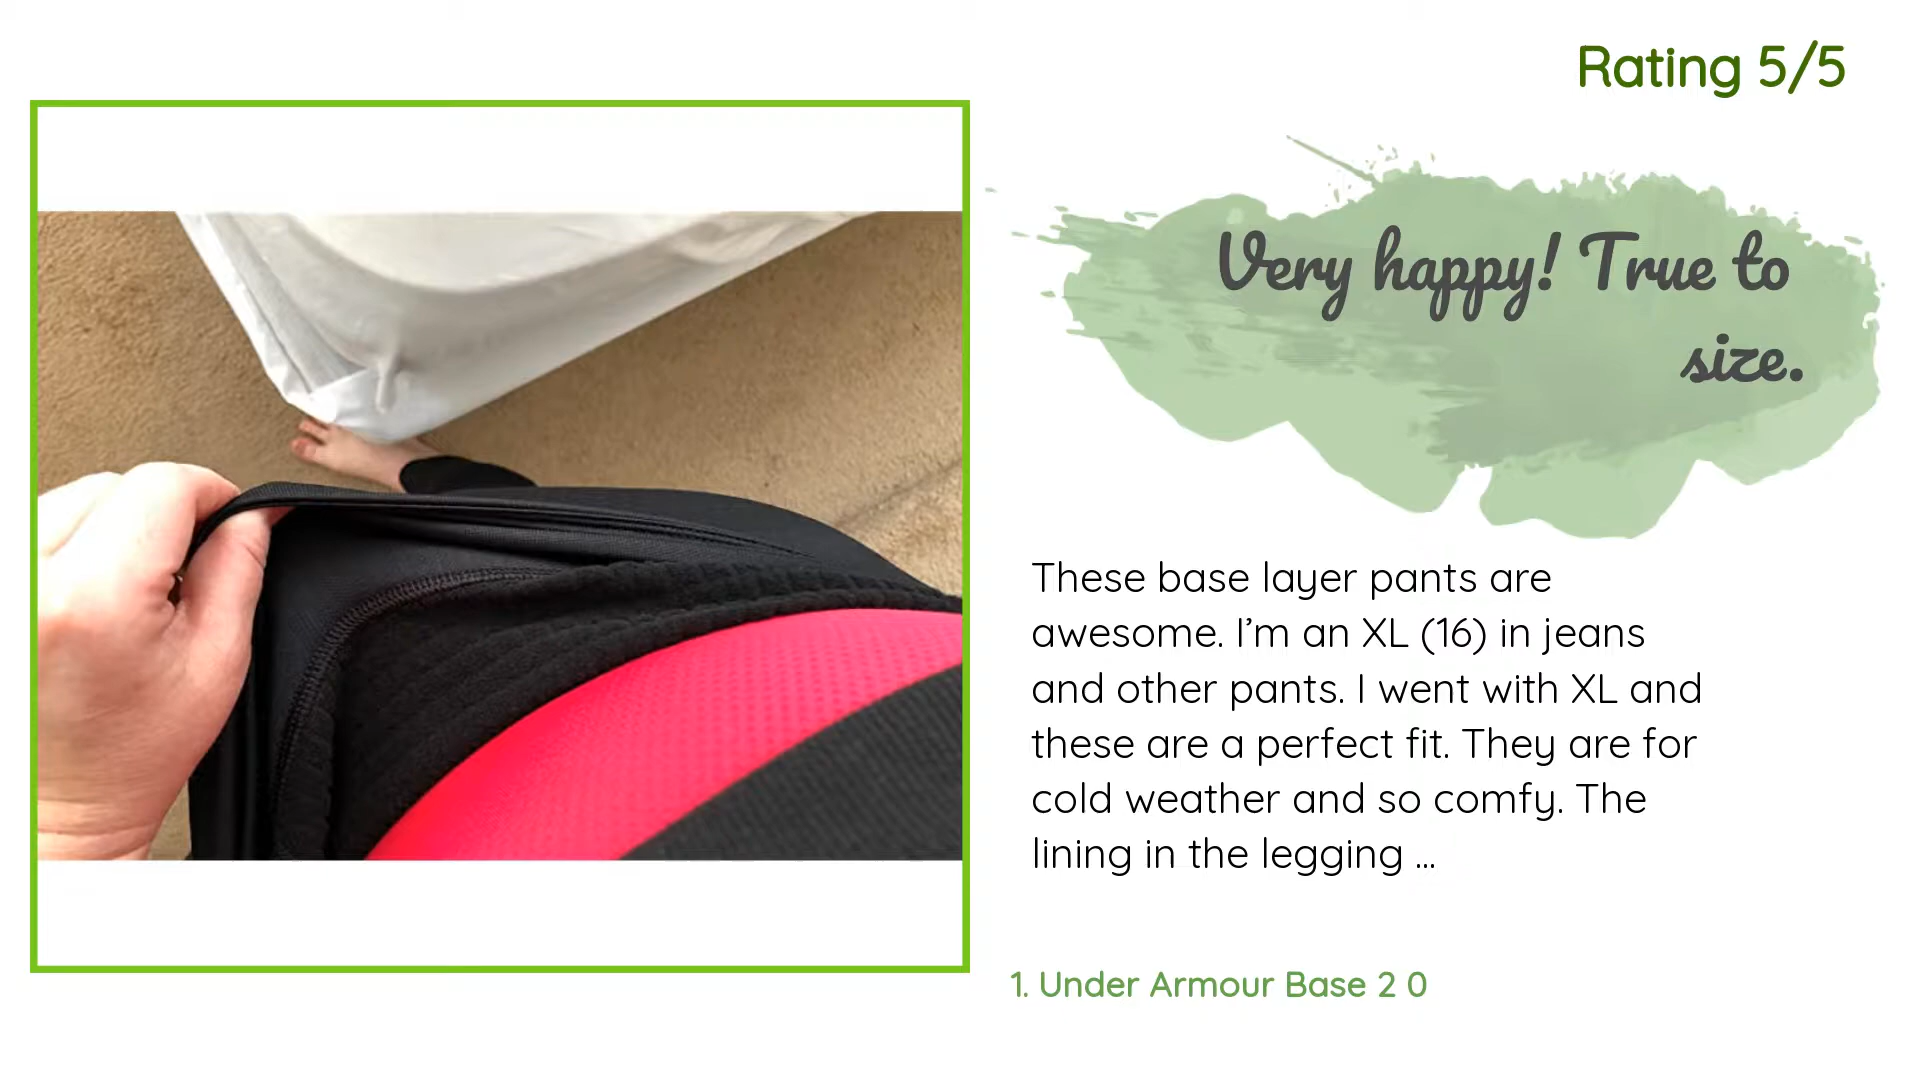 Rating 5/5
Very happy! True to
size.
These base layer pants are
awesome. I’m an XL (16) in jeans
and other pants. I went with XL and
these are a perfect fit. They are for
cold weather and so comfy. The
lining in the legging ...
1. Under Armour Base 2 0